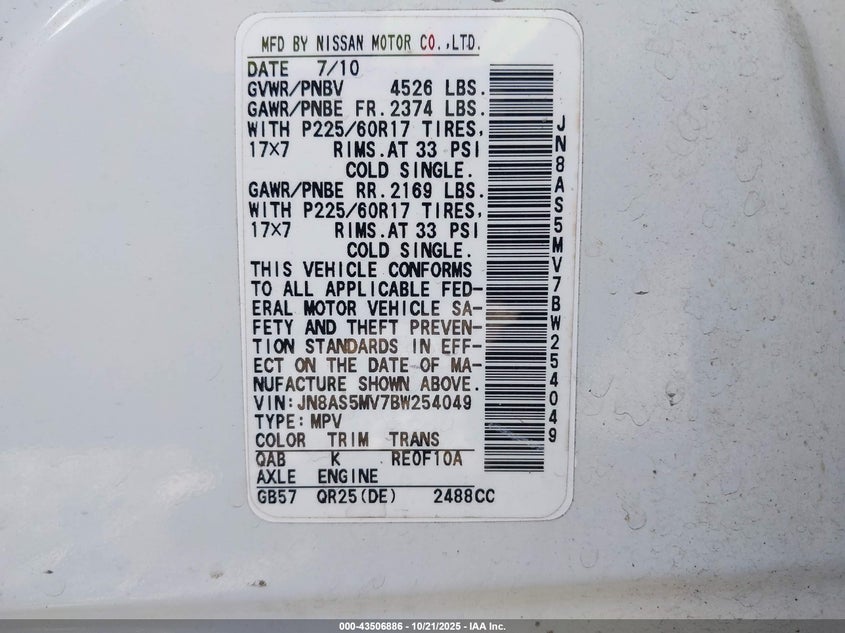 MFD BY NISSAN MOTOR CO.,LTD.
DATE 7/10
GVWR/PNBV 4526 LBS.
GAWR/PNBE FR.2374 LBS.
WITH P225/60R17 TIRES,
17×7 RIMS.AT 33 PSI
COLD SINGLE.
GAWR/PNBE RR.2169 LBS.
WITH P225/60R17 TIRES,
17×7 RIMS.AT 33 PSI
COLD SINGLE.
THIS VEHICLE CONFORMS
TO ALL APPLICABLE FED-
ERAL MOTOR VEHICLE SA-
FETY AND THEFT PREVEN-
TION STANDARDS IN EFF-
ECT ON THE DATE OF MA-
NUFACTURE SHOWN ABOVE.
VIN:JN8AS5MV7BW254049
TYPE:MPV
COLOR TRIM TRANS
QAB K RE0F10A
AXLE ENGINE
GB57 QR25(DE) 2488CC
JN8AS5MV7BW254049
000-43506886 - 10/21/2025 - IAA Inc.